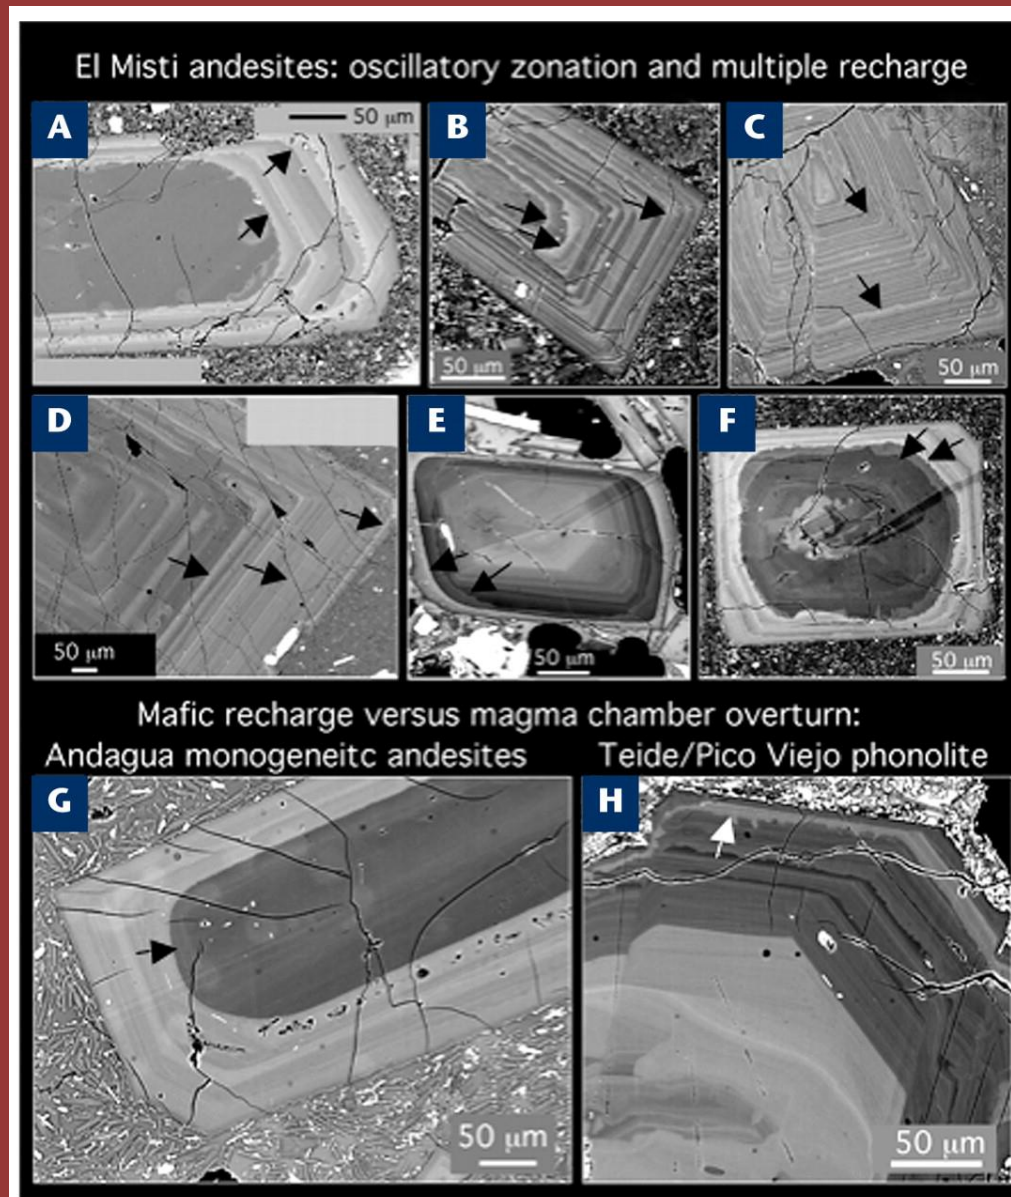 El Misti andesites: oscillatory zonation and multiple recharge
A
50 μm
B
50 μm
C
50 μm
D
50 μm
E
50 μm
F
50 μm
Mafic recharge versus magma chamber overturn:
Andagua monogeneitc andesites
Teide/Pico Viejo phonolite
G
50 μm
H
50 μm